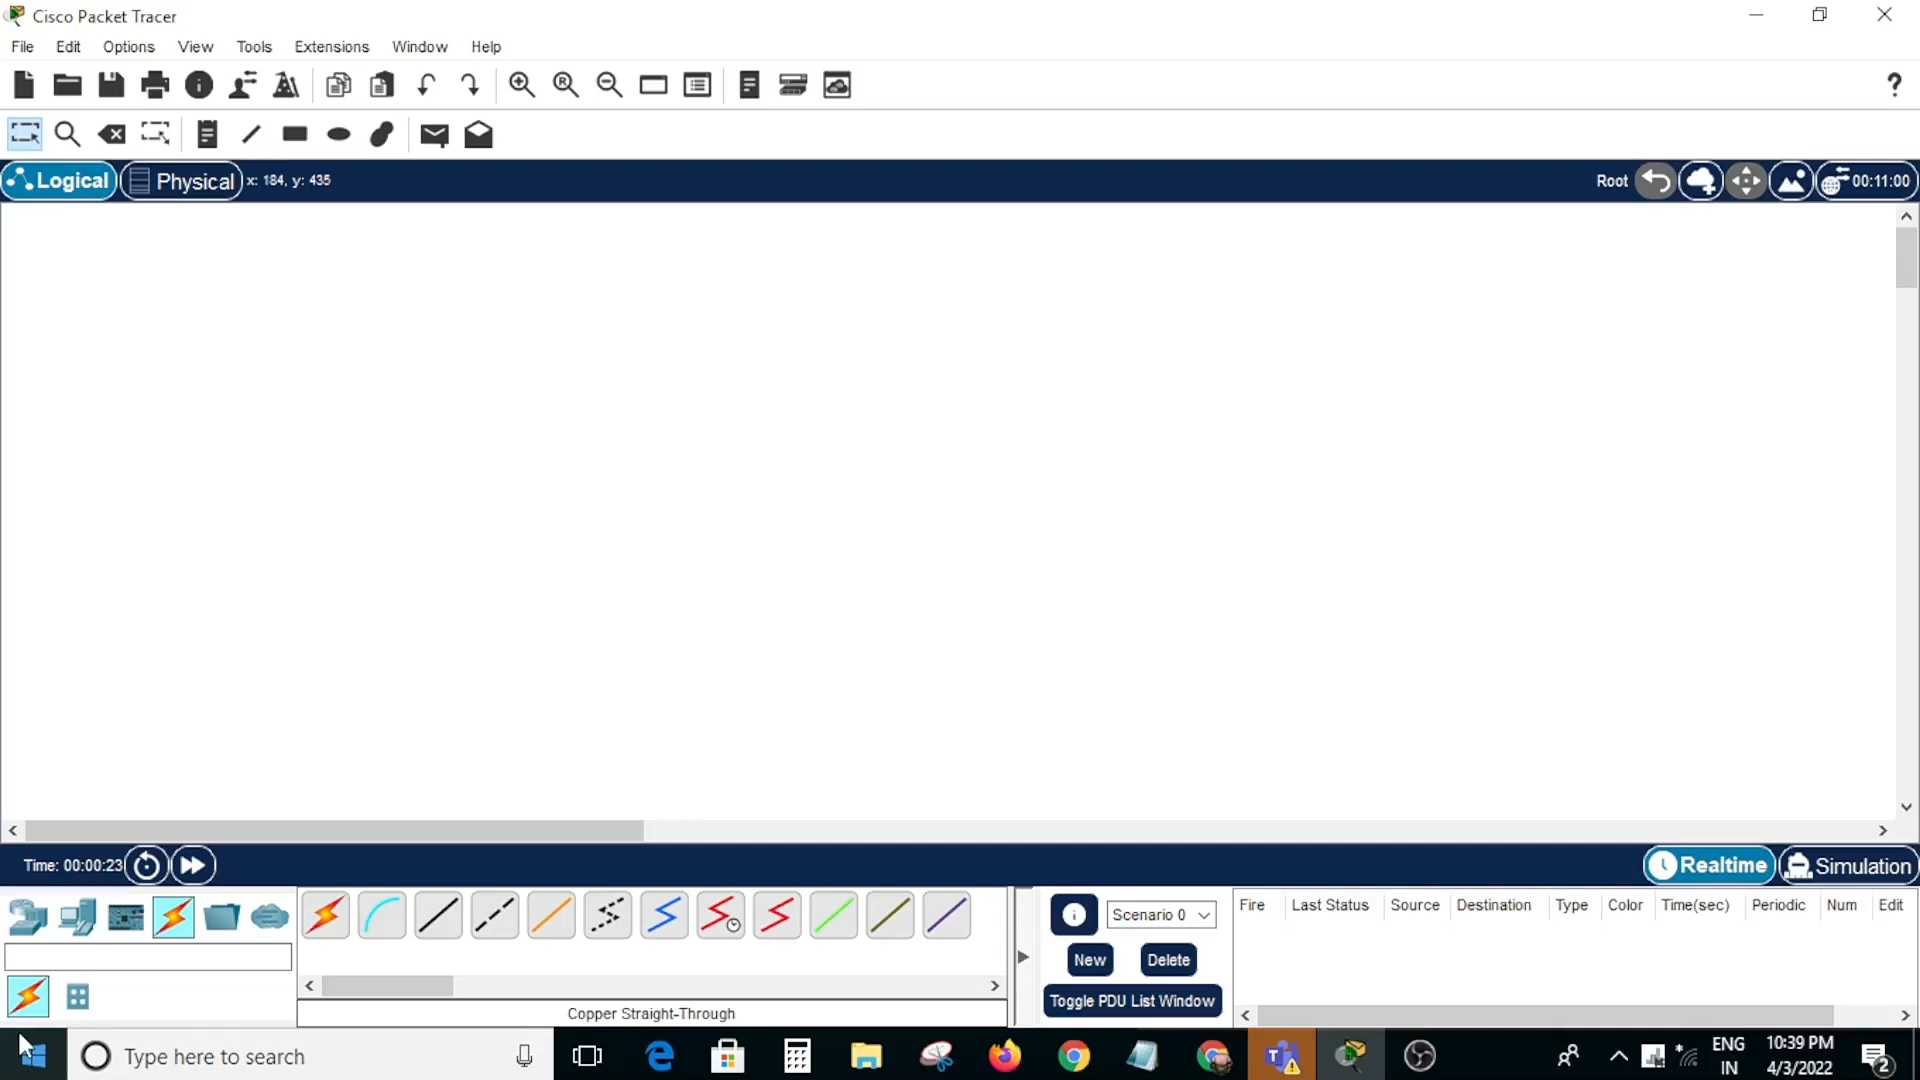 Cisco Packet Tracer
File Edit Options View Tools Extensions Window Help
Logical Physical x: 184, y: 435 Root 00:11:00
Time: 00:00:23 Realtime Simulation
Scenario 0 Fire Last Status Source Destination Type Color Time(sec) Periodic Num Edit
New Delete
Toggle PDU List Window
Copper Straight-Through
Type here to search ENG 10:39 PM
IN 4/3/2022 2